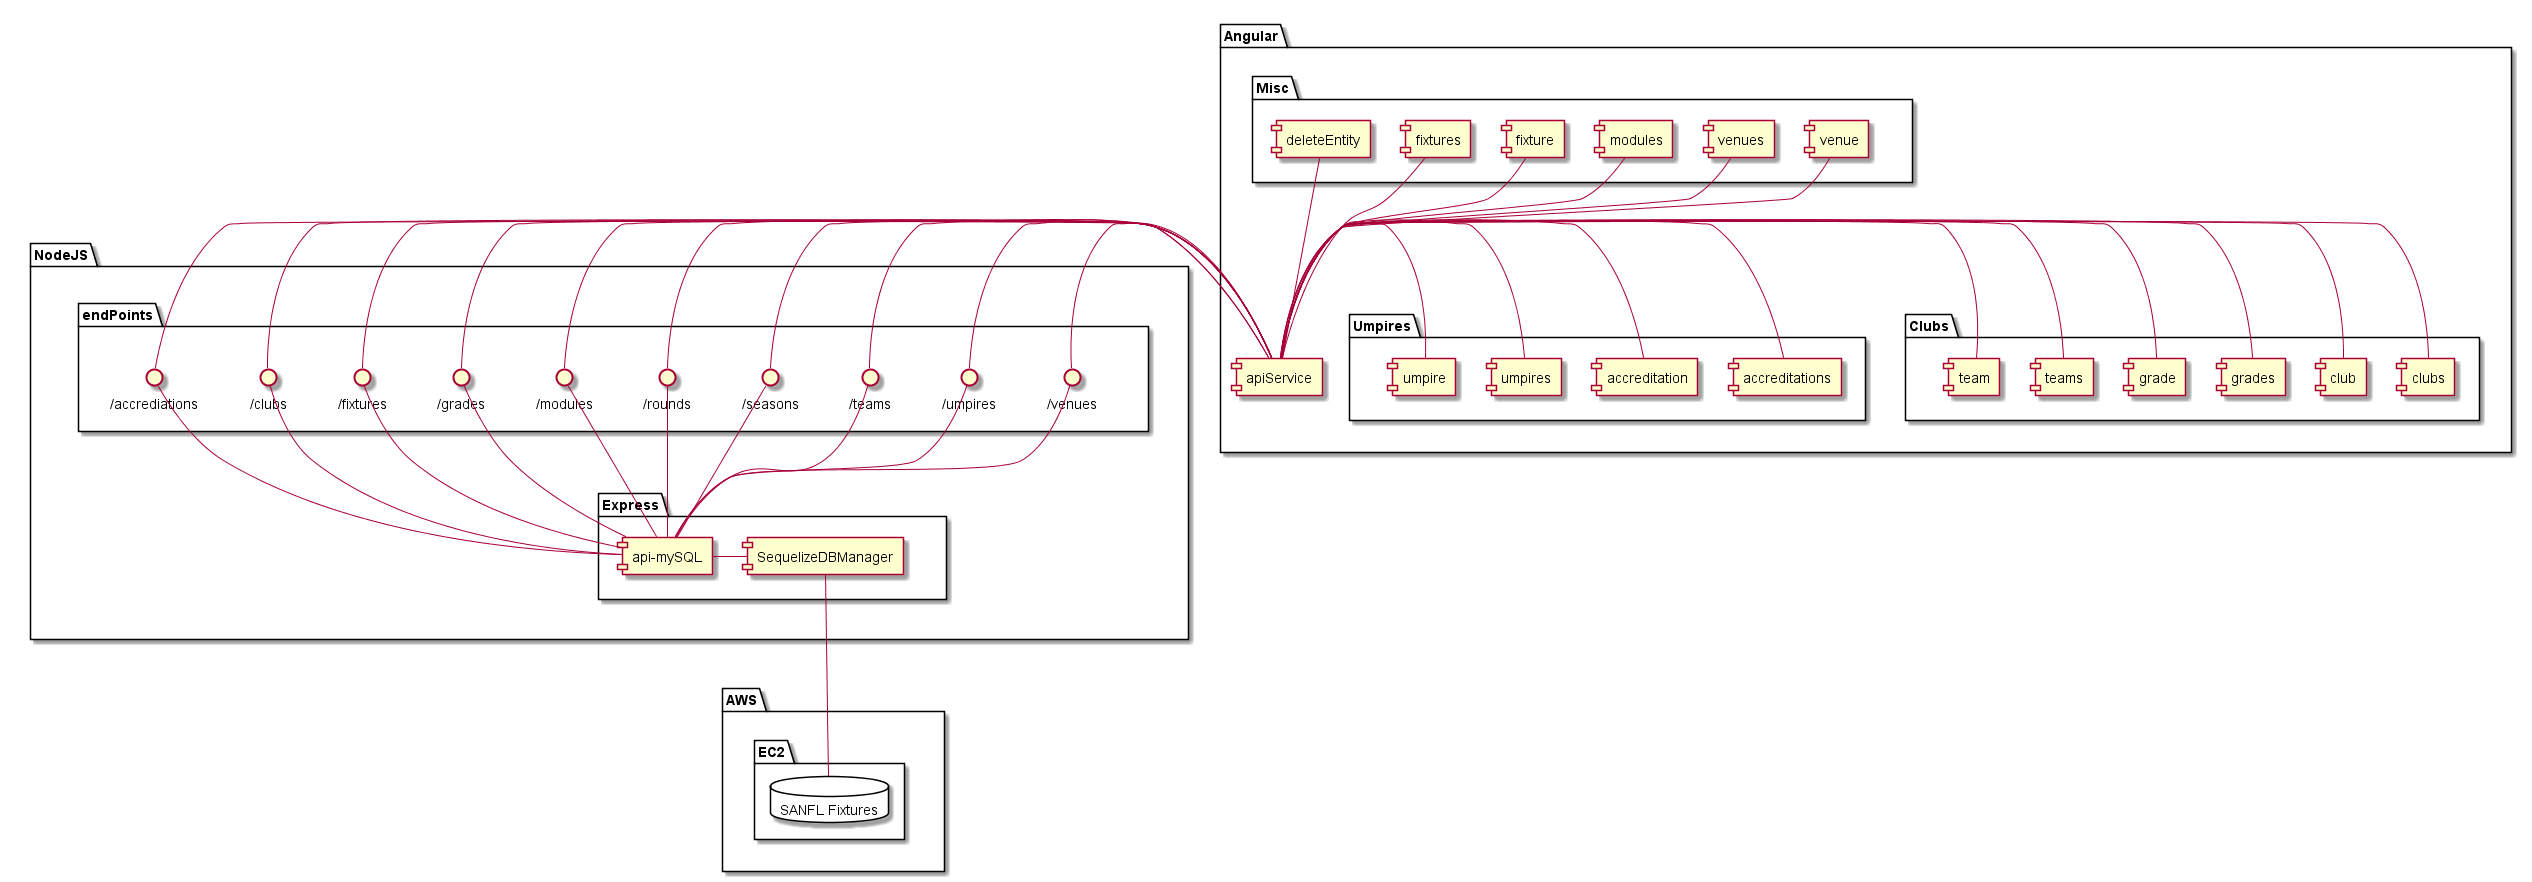 Angular
Misc
deleteEntity
fixtures
fixture
modules
venues
venue
NodeJS
endPoints
/accrediations
/clubs
/fixtures
/grades
/modules
/rounds
/seasons
/teams
/umpires
/venues
apiService
Umpires
umpire
umpires
accreditation
accreditations
Clubs
team
teams
grade
grades
club
clubs
Express
api-mySQL
SequelizeDBManager
AWS
EC2
SANFL Fixtures